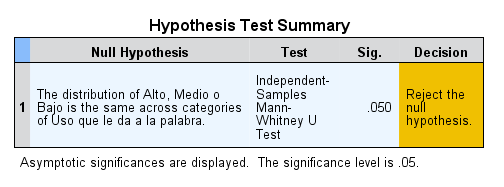 Hypothesis Test Summary
Null Hypothesis Test Sig. Decision
1 The distribution of Alto, Medio o Bajo is the same across categories of Uso que le da a la palabra. Independent-Samples Mann-Whitney U Test .050 Reject the null hypothesis.
Asymptotic significances are displayed. The significance level is .05.